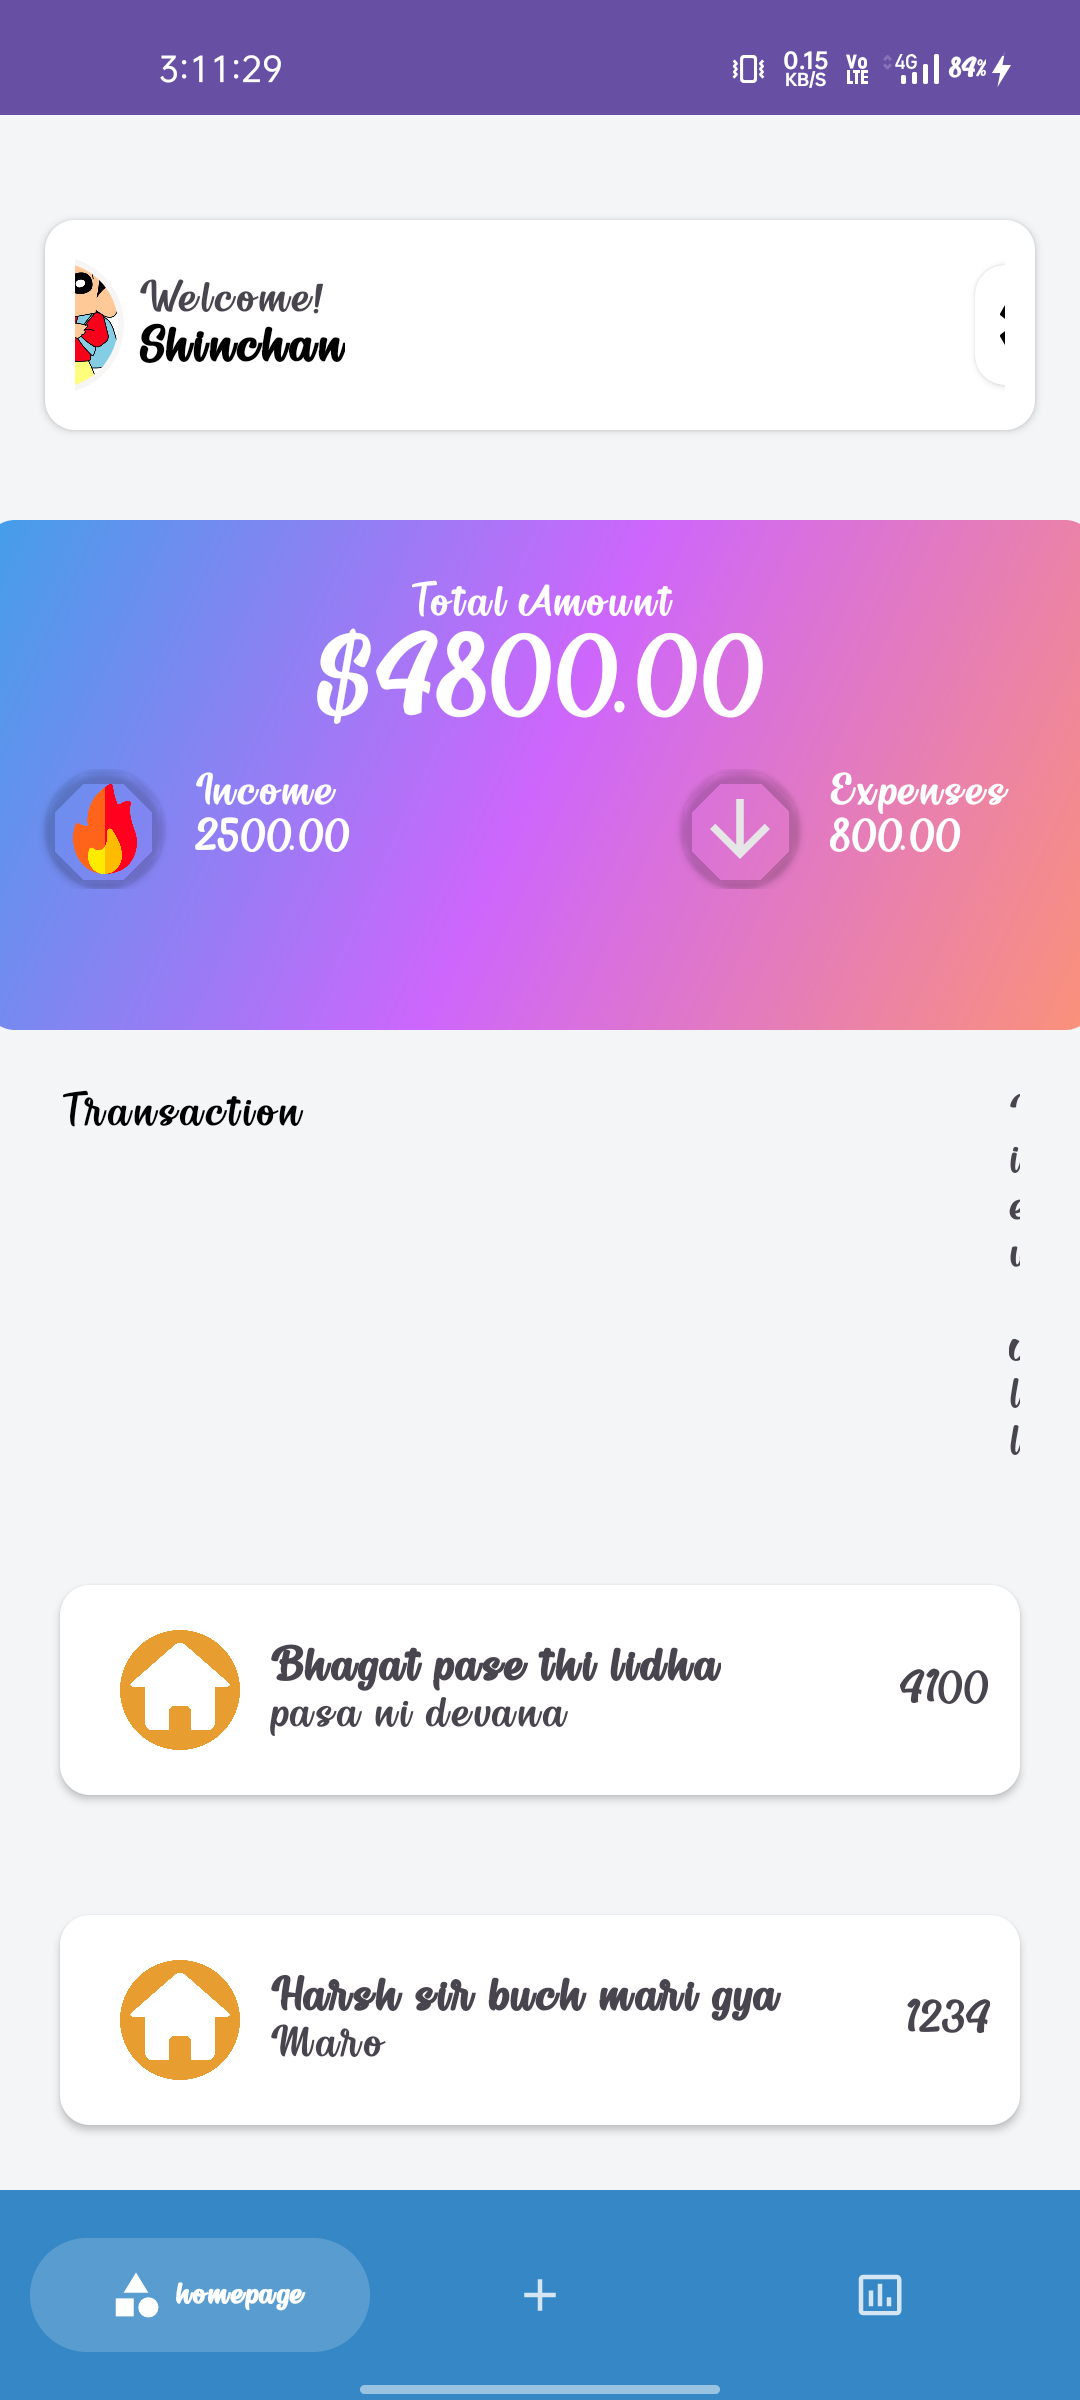 3:11:29
0.15 KB/S Vo LTE 4G 84%
Welcome!
Shinchan
Total Amount
$4800.00
Income
2500.00
Expenses
800.00
Transaction
Bhagat pase thi lidha
pasa ni devana
4100
Harsh sir buch mari gya
Maro
1234
homepage